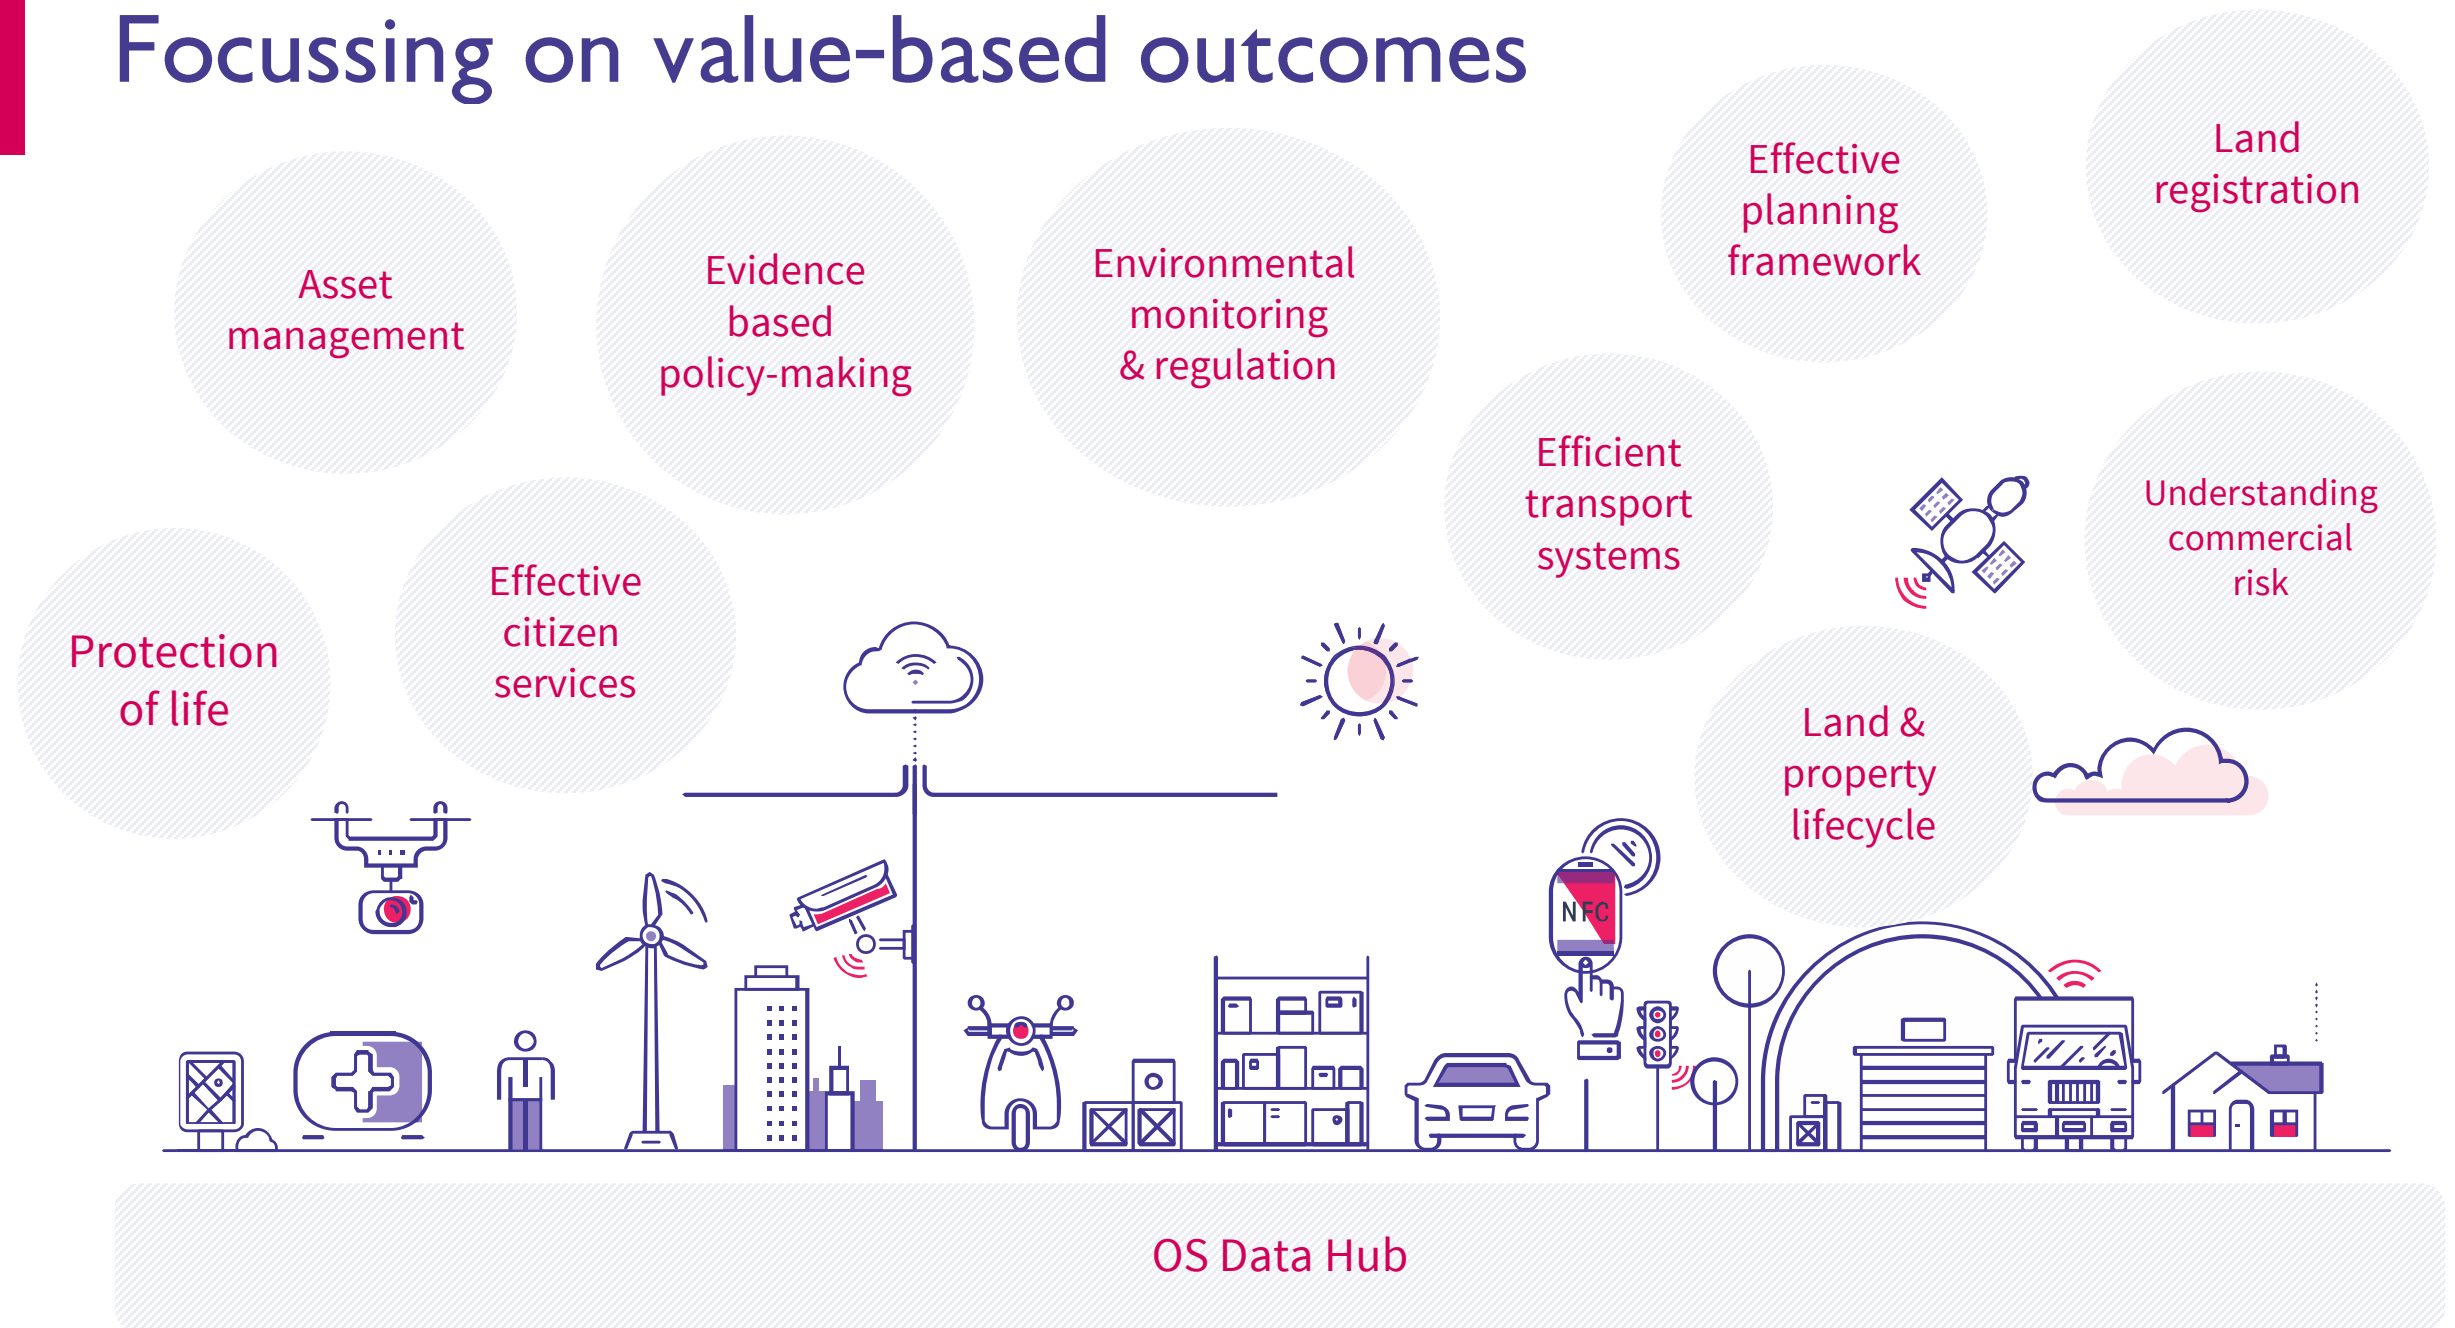 Focussing on value-based outcomes
Asset
management
Evidence
based
policy-making
Environmental
monitoring
& regulation
Effective
planning
framework
Land
registration
Protection
of life
Effective
citizen
services
Efficient
transport
systems
Understanding
commercial
risk
Land &
property
lifecycle
NFC
OS Data Hub